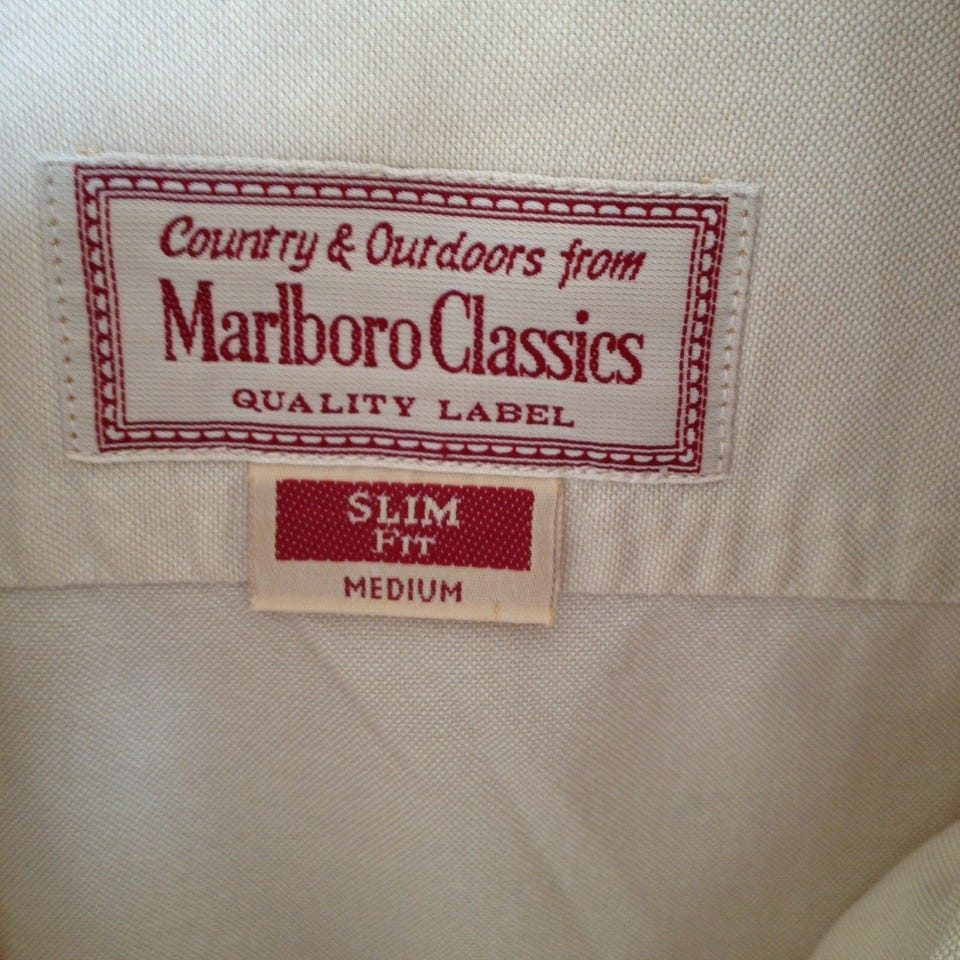 Country & Outdoors from
Marlboro Classics
QUALITY LABEL
SLIM
FIT
MEDIUM